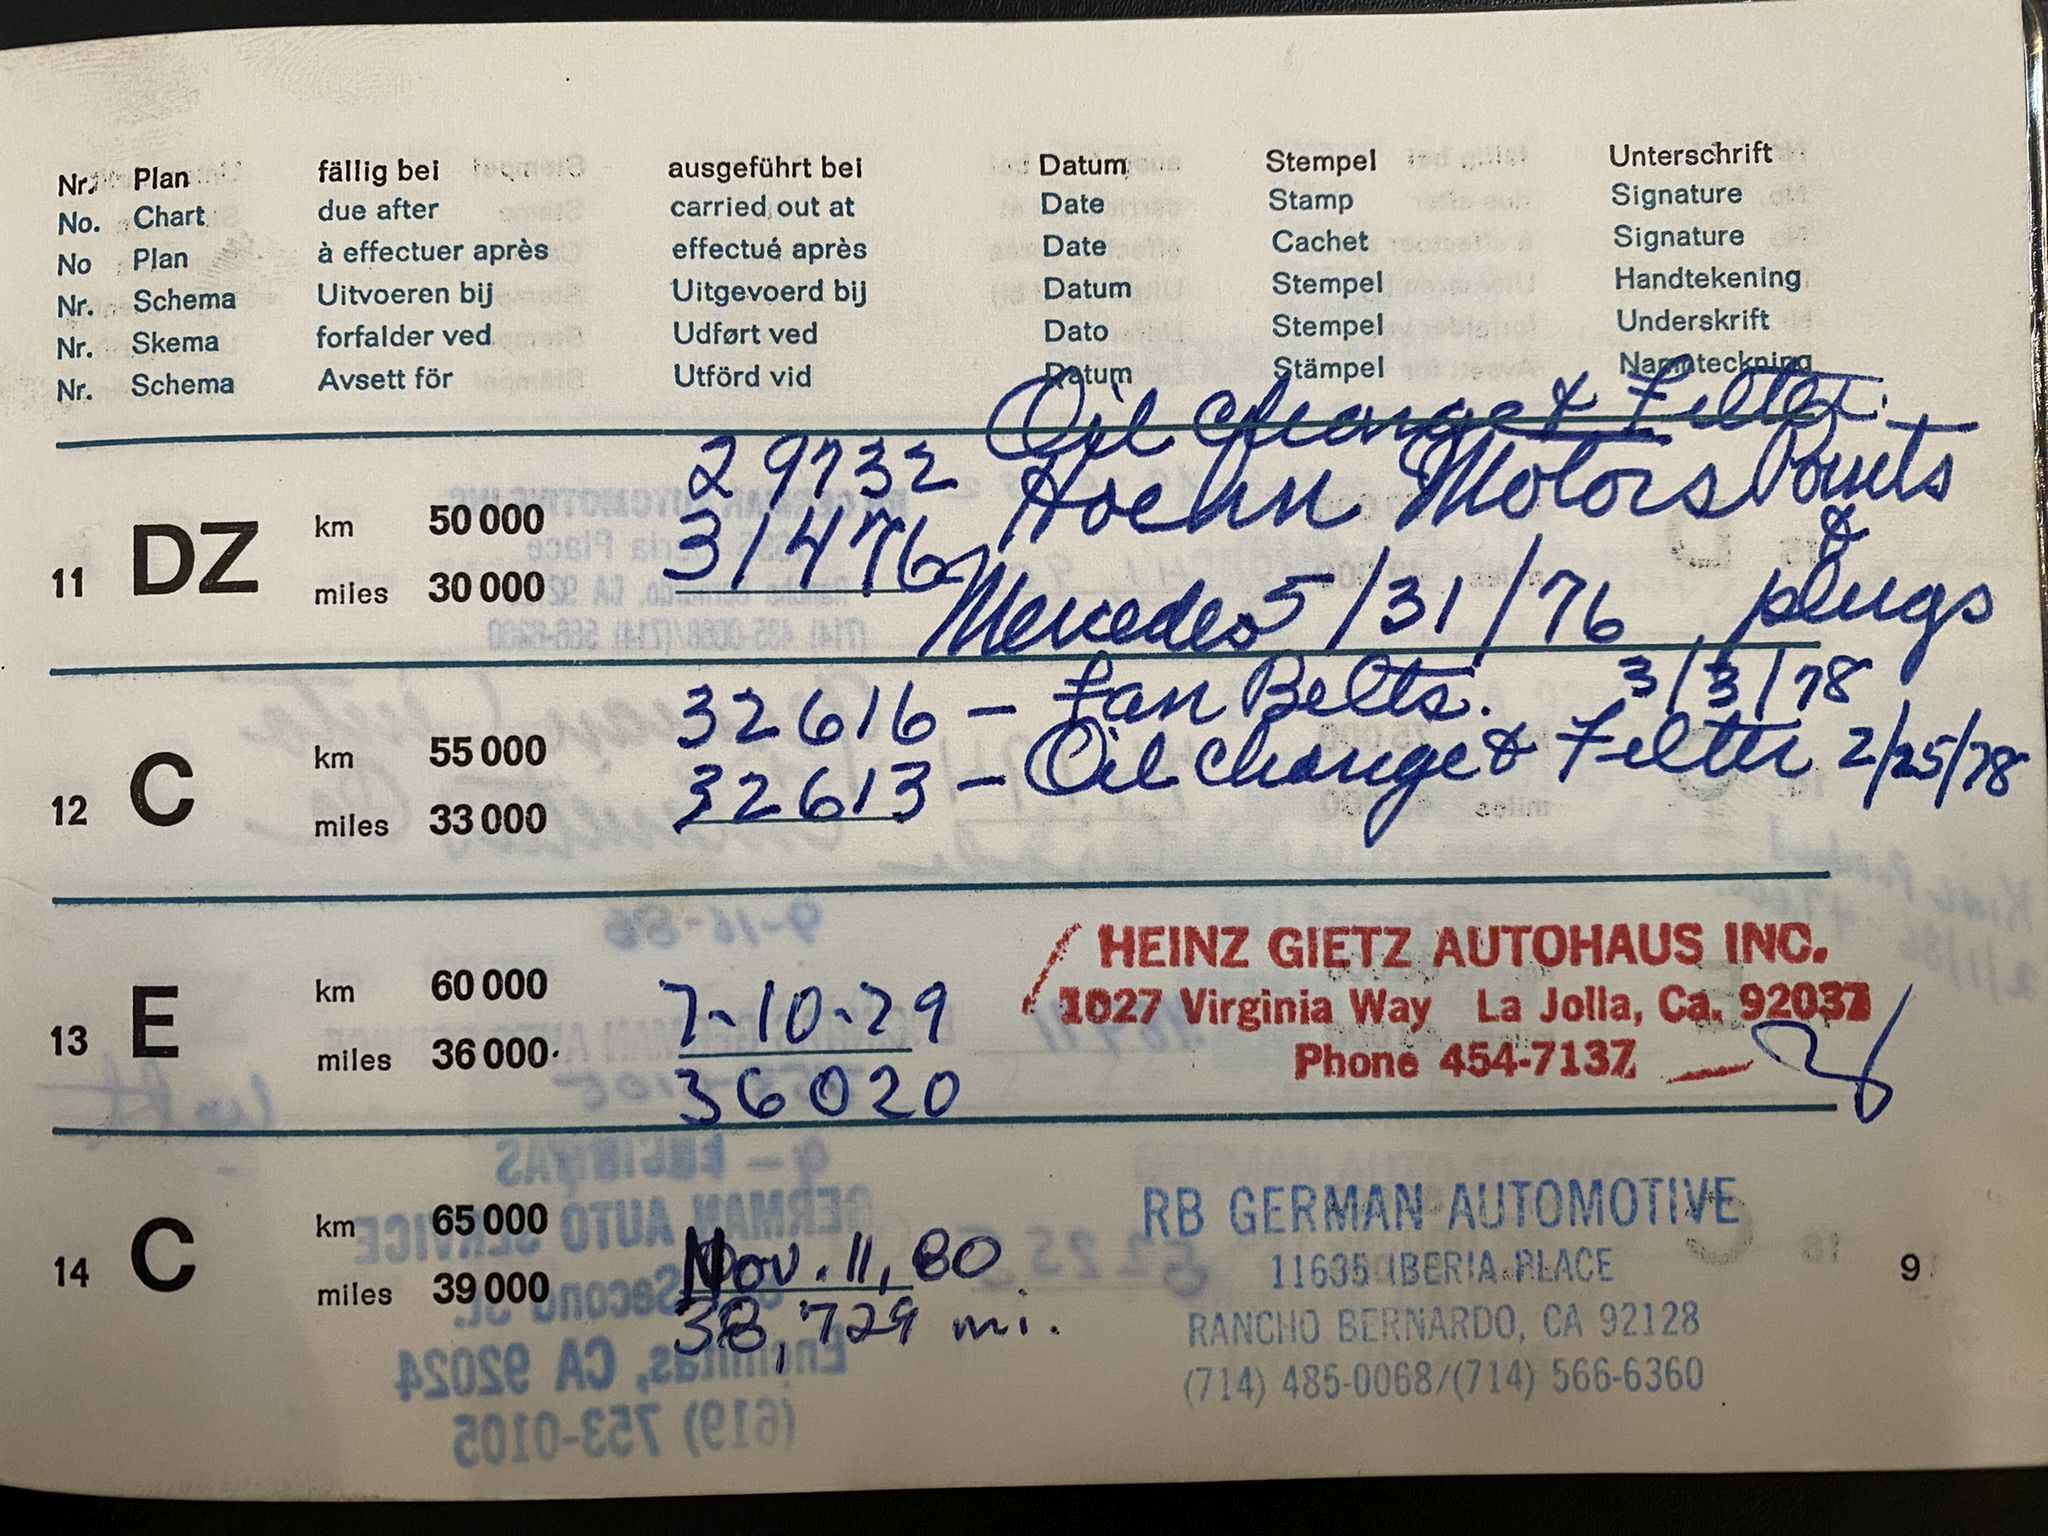 Nr. Plan fällig bei ausgeführt bei Datum Stempel Unterschrift
No. Chart due after carried out at Date Stamp Signature
No Plan à effectuer après effectué après Date Cachet Signature
Nr. Schema Uitvoeren bij Uitgevoerd bij Datum Stempel Handtekening
Nr. Skema forfalder ved Udført ved Dato Stempel Underskrift
Nr. Schema Avsett för Utförd vid Datum Stämpel Namnteckning
Oil Change & Filter.
29732 Hoehn Motors Points
11 DZ km 50 000 31476 &
miles 30 000 Mercedes 5/31/76, plugs
32616 - Fan Belts. 3/3/78
12 C km 55 000 32613 - Oil Change & Filter 2/25/78
miles 33 000
HEINZ GIETZ AUTOHAUS INC.
13 E km 60 000 7-10-79 1027 Virginia Way La Jolla, Ca. 92037
miles 36 000 36020 Phone 454-7137
RB GERMAN AUTOMOTIVE
14 C km 65 000 Nov. 11, 80 11635 IBERIA PLACE 9
miles 39 000 38,729 mi. RANCHO BERNARDO, CA 92128
(714) 485-0068/(714) 566-6360